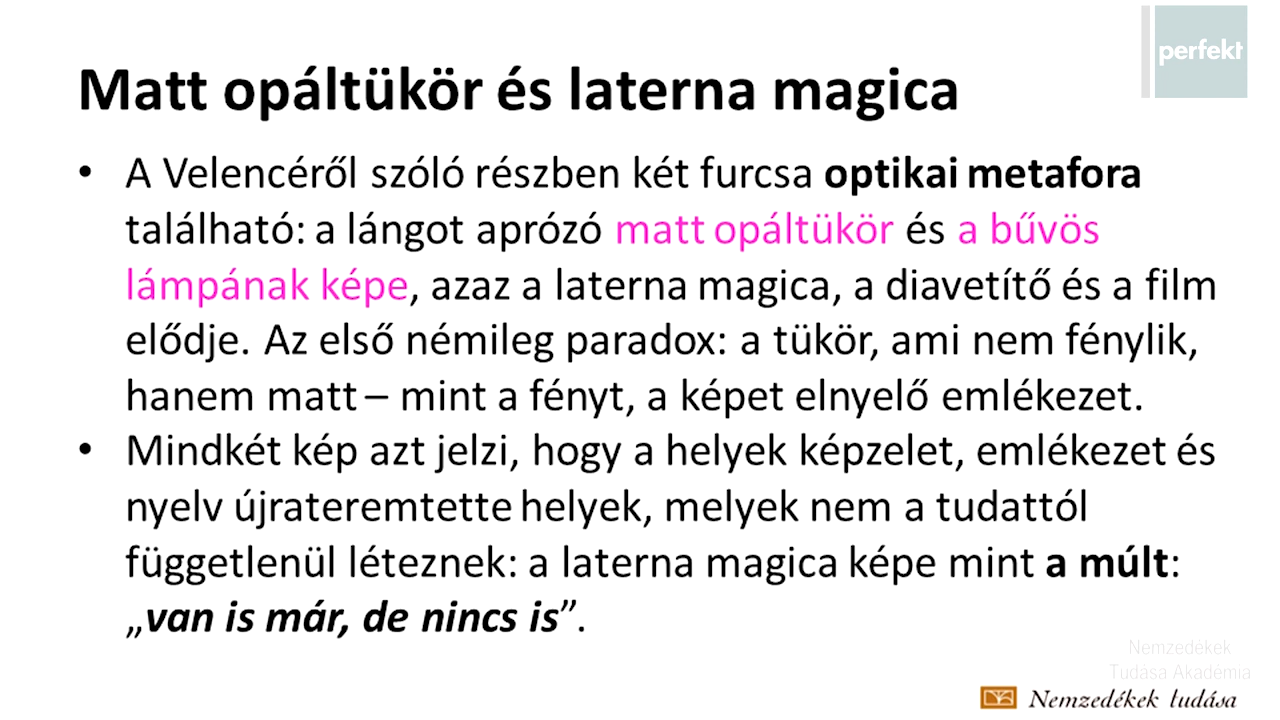 perfekt
Matt opáltükör és laterna magica
• A Velencéről szóló részben két furcsa optikai metafora
található: a lángot aprózó matt opáltükör és a bűvös
lámpának képe, azaz a laterna magica, a diavetítő és a film
elődje. Az első némileg paradox: a tükör, ami nem fénylik,
hanem matt – mint a fényt, a képet elnyelő emlékezet.
• Mindkét kép azt jelzi, hogy a helyek képzelet, emlékezet és
nyelv újrateremtette helyek, melyek nem a tudattól
függetlenül léteznek: a laterna magica képe mint a múlt:
„van is már, de nincs is”.
Nemzedékek
Tudása Akadémia
Nemzedékek tudása